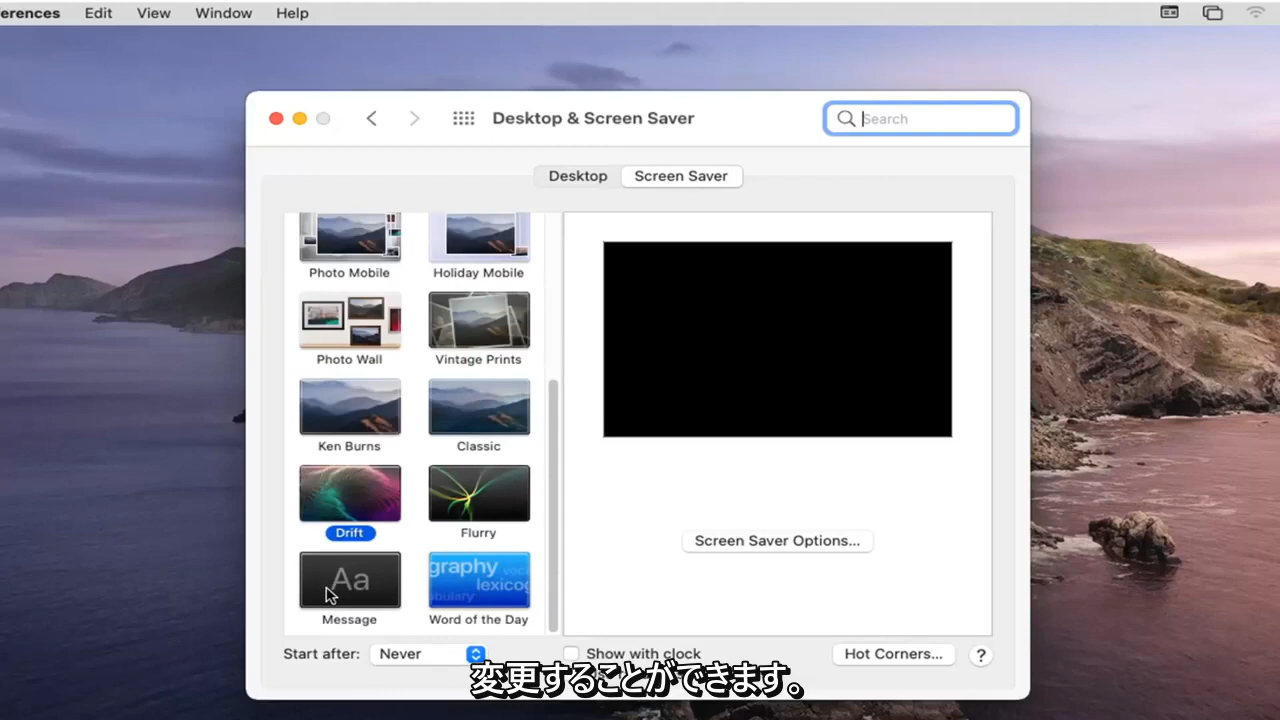 erences Edit View Window Help
Desktop & Screen Saver
Search
Desktop Screen Saver
Photo Mobile Holiday Mobile
Photo Wall Vintage Prints
Ken Burns Classic
Drift Flurry
Aa
graphy
lexico
bulary
Message Word of the Day
Screen Saver Options...
Start after: Never
Show with clock
Hot Corners... ?
変更することができます。